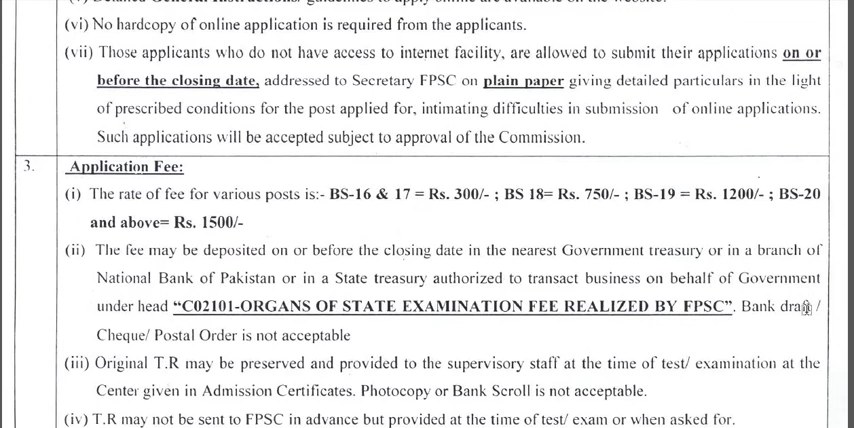 (vi) No hardcopy of online application is required from the applicants.
(vii) Those applicants who do not have access to internet facility, are allowed to submit their applications on or
before the closing date, addressed to Secretary FPSC on plain paper giving detailed particulars in the light
of prescribed conditions for the post applied for, intimating difficulties in submission of online applications.
Such applications will be accepted subject to approval of the Commission.
3. Application Fee:
(i) The rate of fee for various posts is:- BS-16 & 17 = Rs. 300/- ; BS 18= Rs. 750/- ; BS-19 = Rs. 1200/- ; BS-20
and above= Rs. 1500/-
(ii) The fee may be deposited on or before the closing date in the nearest Government treasury or in a branch of
National Bank of Pakistan or in a State treasury authorized to transact business on behalf of Government
under head “C02101-ORGANS OF STATE EXAMINATION FEE REALIZED BY FPSC”. Bank draft /
Cheque/ Postal Order is not acceptable
(iii) Original T.R may be preserved and provided to the supervisory staff at the time of test/ examination at the
Center given in Admission Certificates. Photocopy or Bank Scroll is not acceptable.
(iv) T.R may not be sent to FPSC in advance but provided at the time of test/ exam or when asked for.